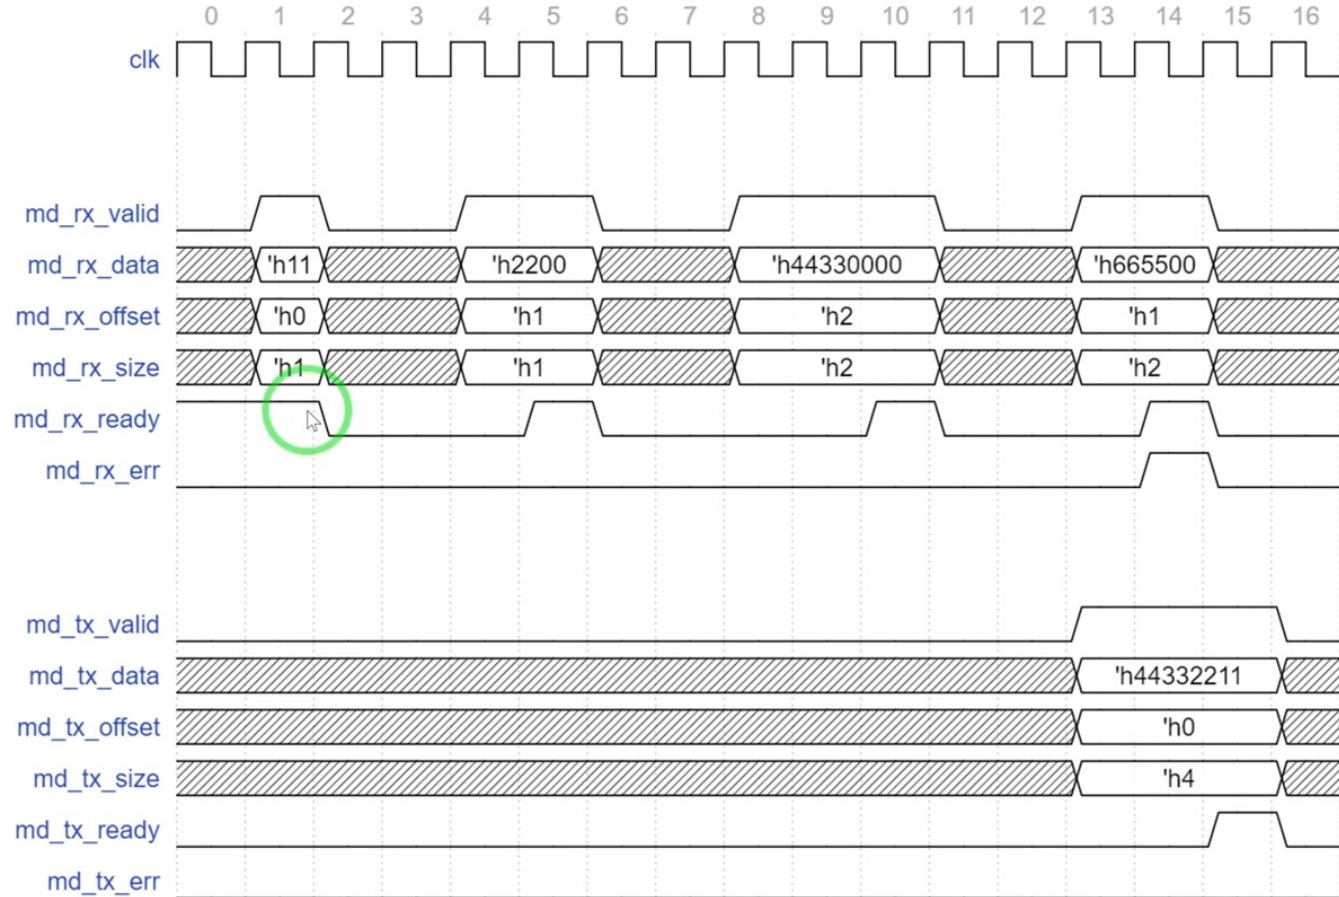 0 1 2 3 4 5 6 7 8 9 10 11 12 13 14 15 16
clk
md_rx_valid
md_rx_data 'h11 'h2200 'h44330000 'h665500
md_rx_offset 'h0 'h1 'h2 'h1
md_rx_size 'h1 'h1 'h2 'h2
md_rx_ready
md_rx_err
md_tx_valid
md_tx_data 'h44332211
md_tx_offset 'h0
md_tx_size 'h4
md_tx_ready
md_tx_err